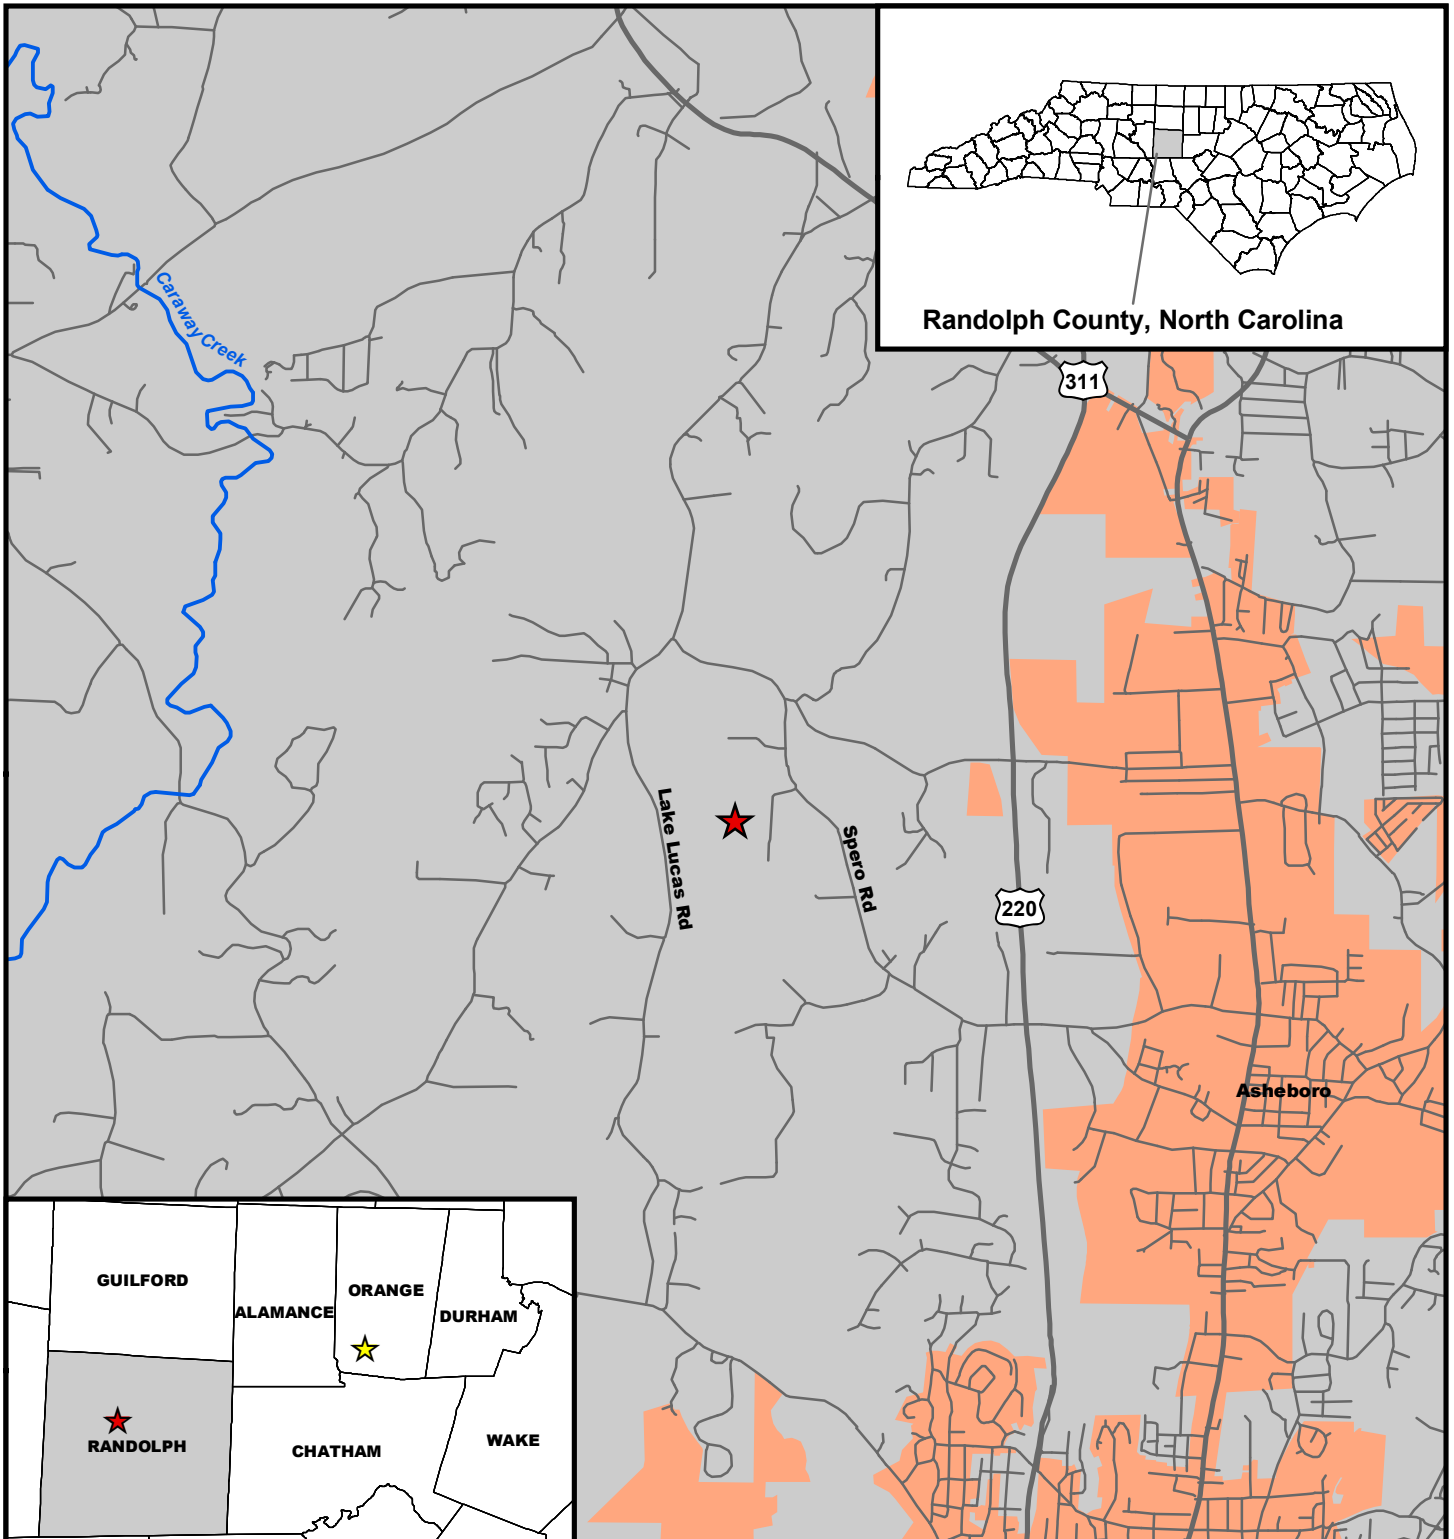 Randolph County, North Carolina
Caraway Creek
311
Lake Lucas Rd
Spero Rd
220
Asheboro
GUILFORD
ORANGE
ALAMANCE
DURHAM
RANDOLPH
CHATHAM
WAKE